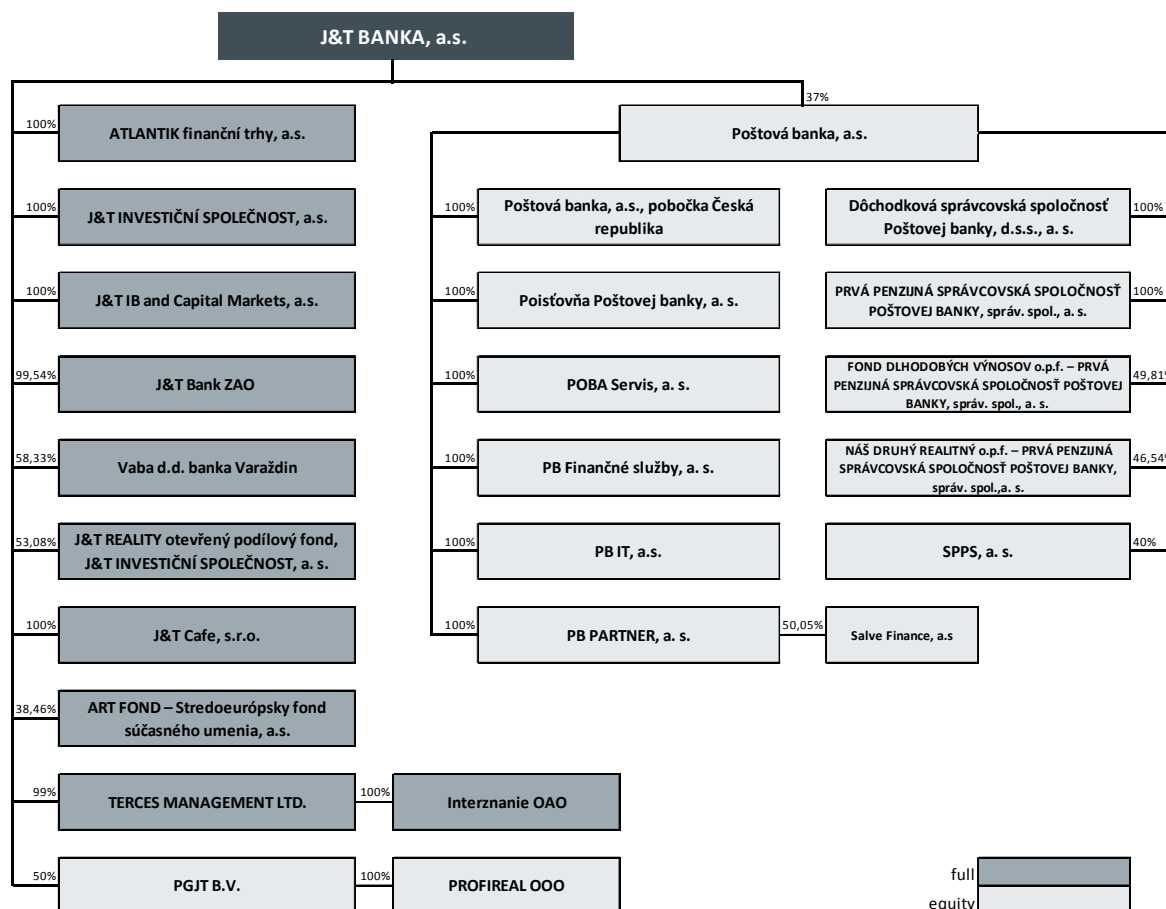 J&T BANKA, a.s.
37%
100%
ATLANTIK finanční trhy, a.s.
Poštová banka, a.s.
100%
J&T INVESTIČNÍ SPOLEČNOST, a.s.
100%
Poštová banka, a.s., pobočka Česká
republika
Dôchodková správcovská spoločnosť
Poštovej banky, d.s.s., a. s.
100%
100%
J&T IB and Capital Markets, a.s.
100%
Poisťovňa Poštovej banky, a. s.
PRVÁ PENZIJNÁ SPRÁVCOVSKÁ SPOLOČNOSŤ
POŠTOVEJ BANKY, správ. spol., a. s.
100%
99,54%
J&T Bank ZAO
100%
POBA Servis, a. s.
FOND DLHODOBÝCH VÝNOSOV o.p.f. – PRVÁ
PENZIJNÁ SPRÁVCOVSKÁ SPOLOČNOSŤ POŠTOVEJ
BANKY, správ. spol., a. s.
49,81%
58,33%
Vaba d.d. banka Varaždin
100%
PB Finančné služby, a. s.
NÁŠ DRUHÝ REALITNÝ o.p.f. – PRVÁ PENZIJNÁ
SPRÁVCOVSKÁ SPOLOČNOSŤ POŠTOVEJ BANKY,
správ. spol.,a. s.
46,54%
53,08%
J&T REALITY otevřený podílový fond,
J&T INVESTIČNÍ SPOLEČNOST, a. s.
100%
PB IT, a.s.
SPPS, a. s.
40%
100%
J&T Cafe, s.r.o.
100%
PB PARTNER, a. s.
50,05%
Salve Finance, a.s
38,46%
ART FOND – Stredoeurópsky fond
súčasného umenia, a.s.
99%
TERCES MANAGEMENT LTD.
100%
Interznanie OAO
50%
PGJT B.V.
100%
PROFIREAL OOO
full
equity